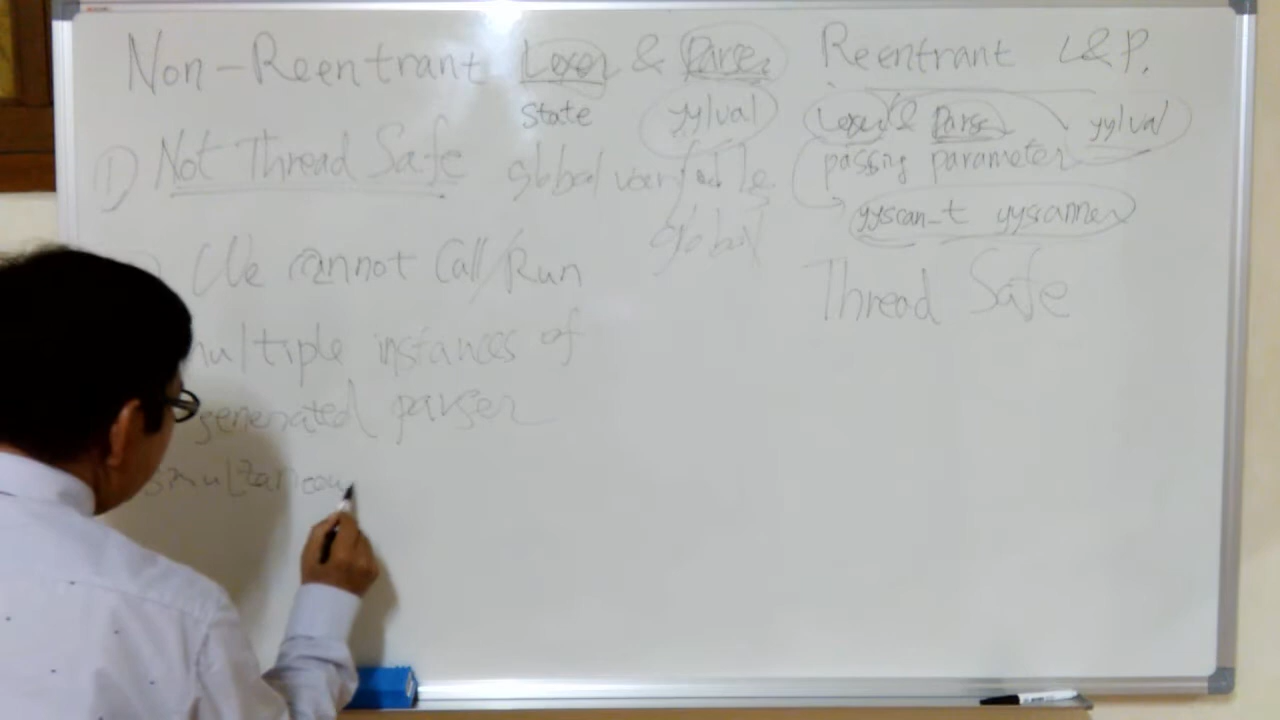 Non-Reentrant Lexer & Parser
state yylval
1) Not Thread Safe global variable
global
We cannot Call/Run
multiple instances of
generated parser
simultaneou
Reentrant L&P.
Lexer & Parser yylval
passing parameter
yyscan_t yyscanner
Thread Safe